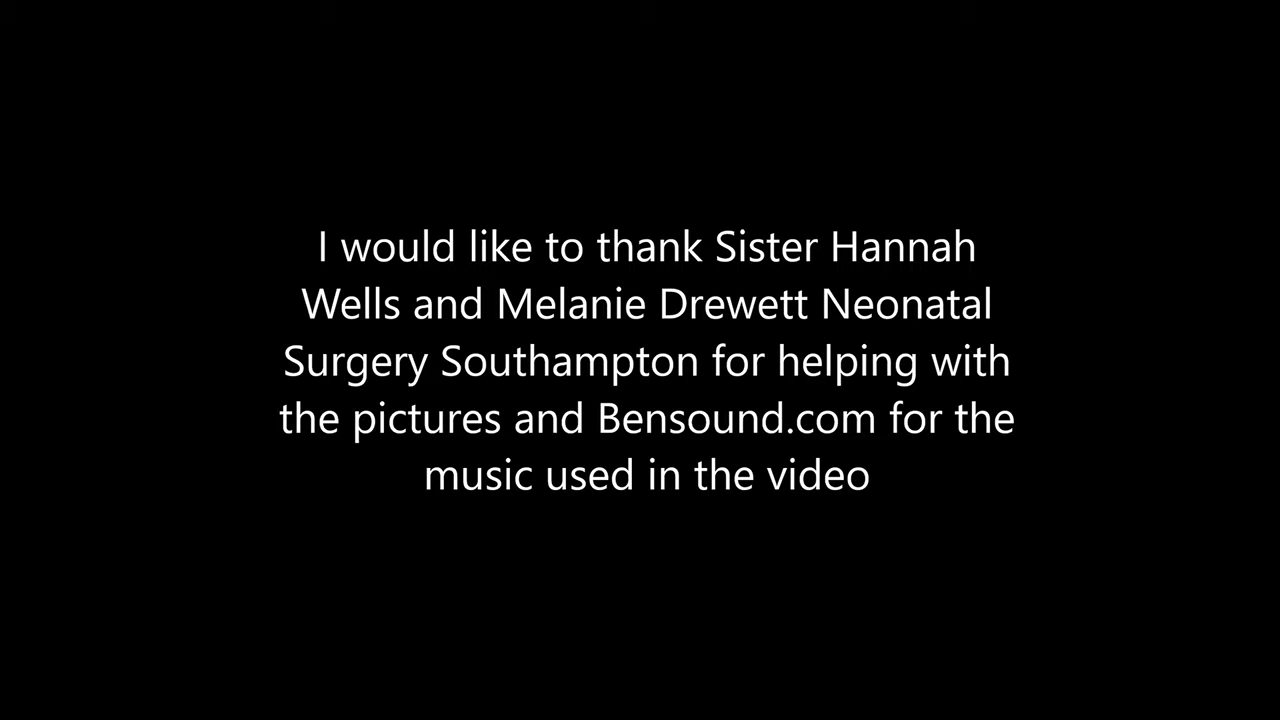 I would like to thank Sister Hannah
Wells and Melanie Drewett Neonatal
Surgery Southampton for helping with
the pictures and Bensound.com for the
music used in the video